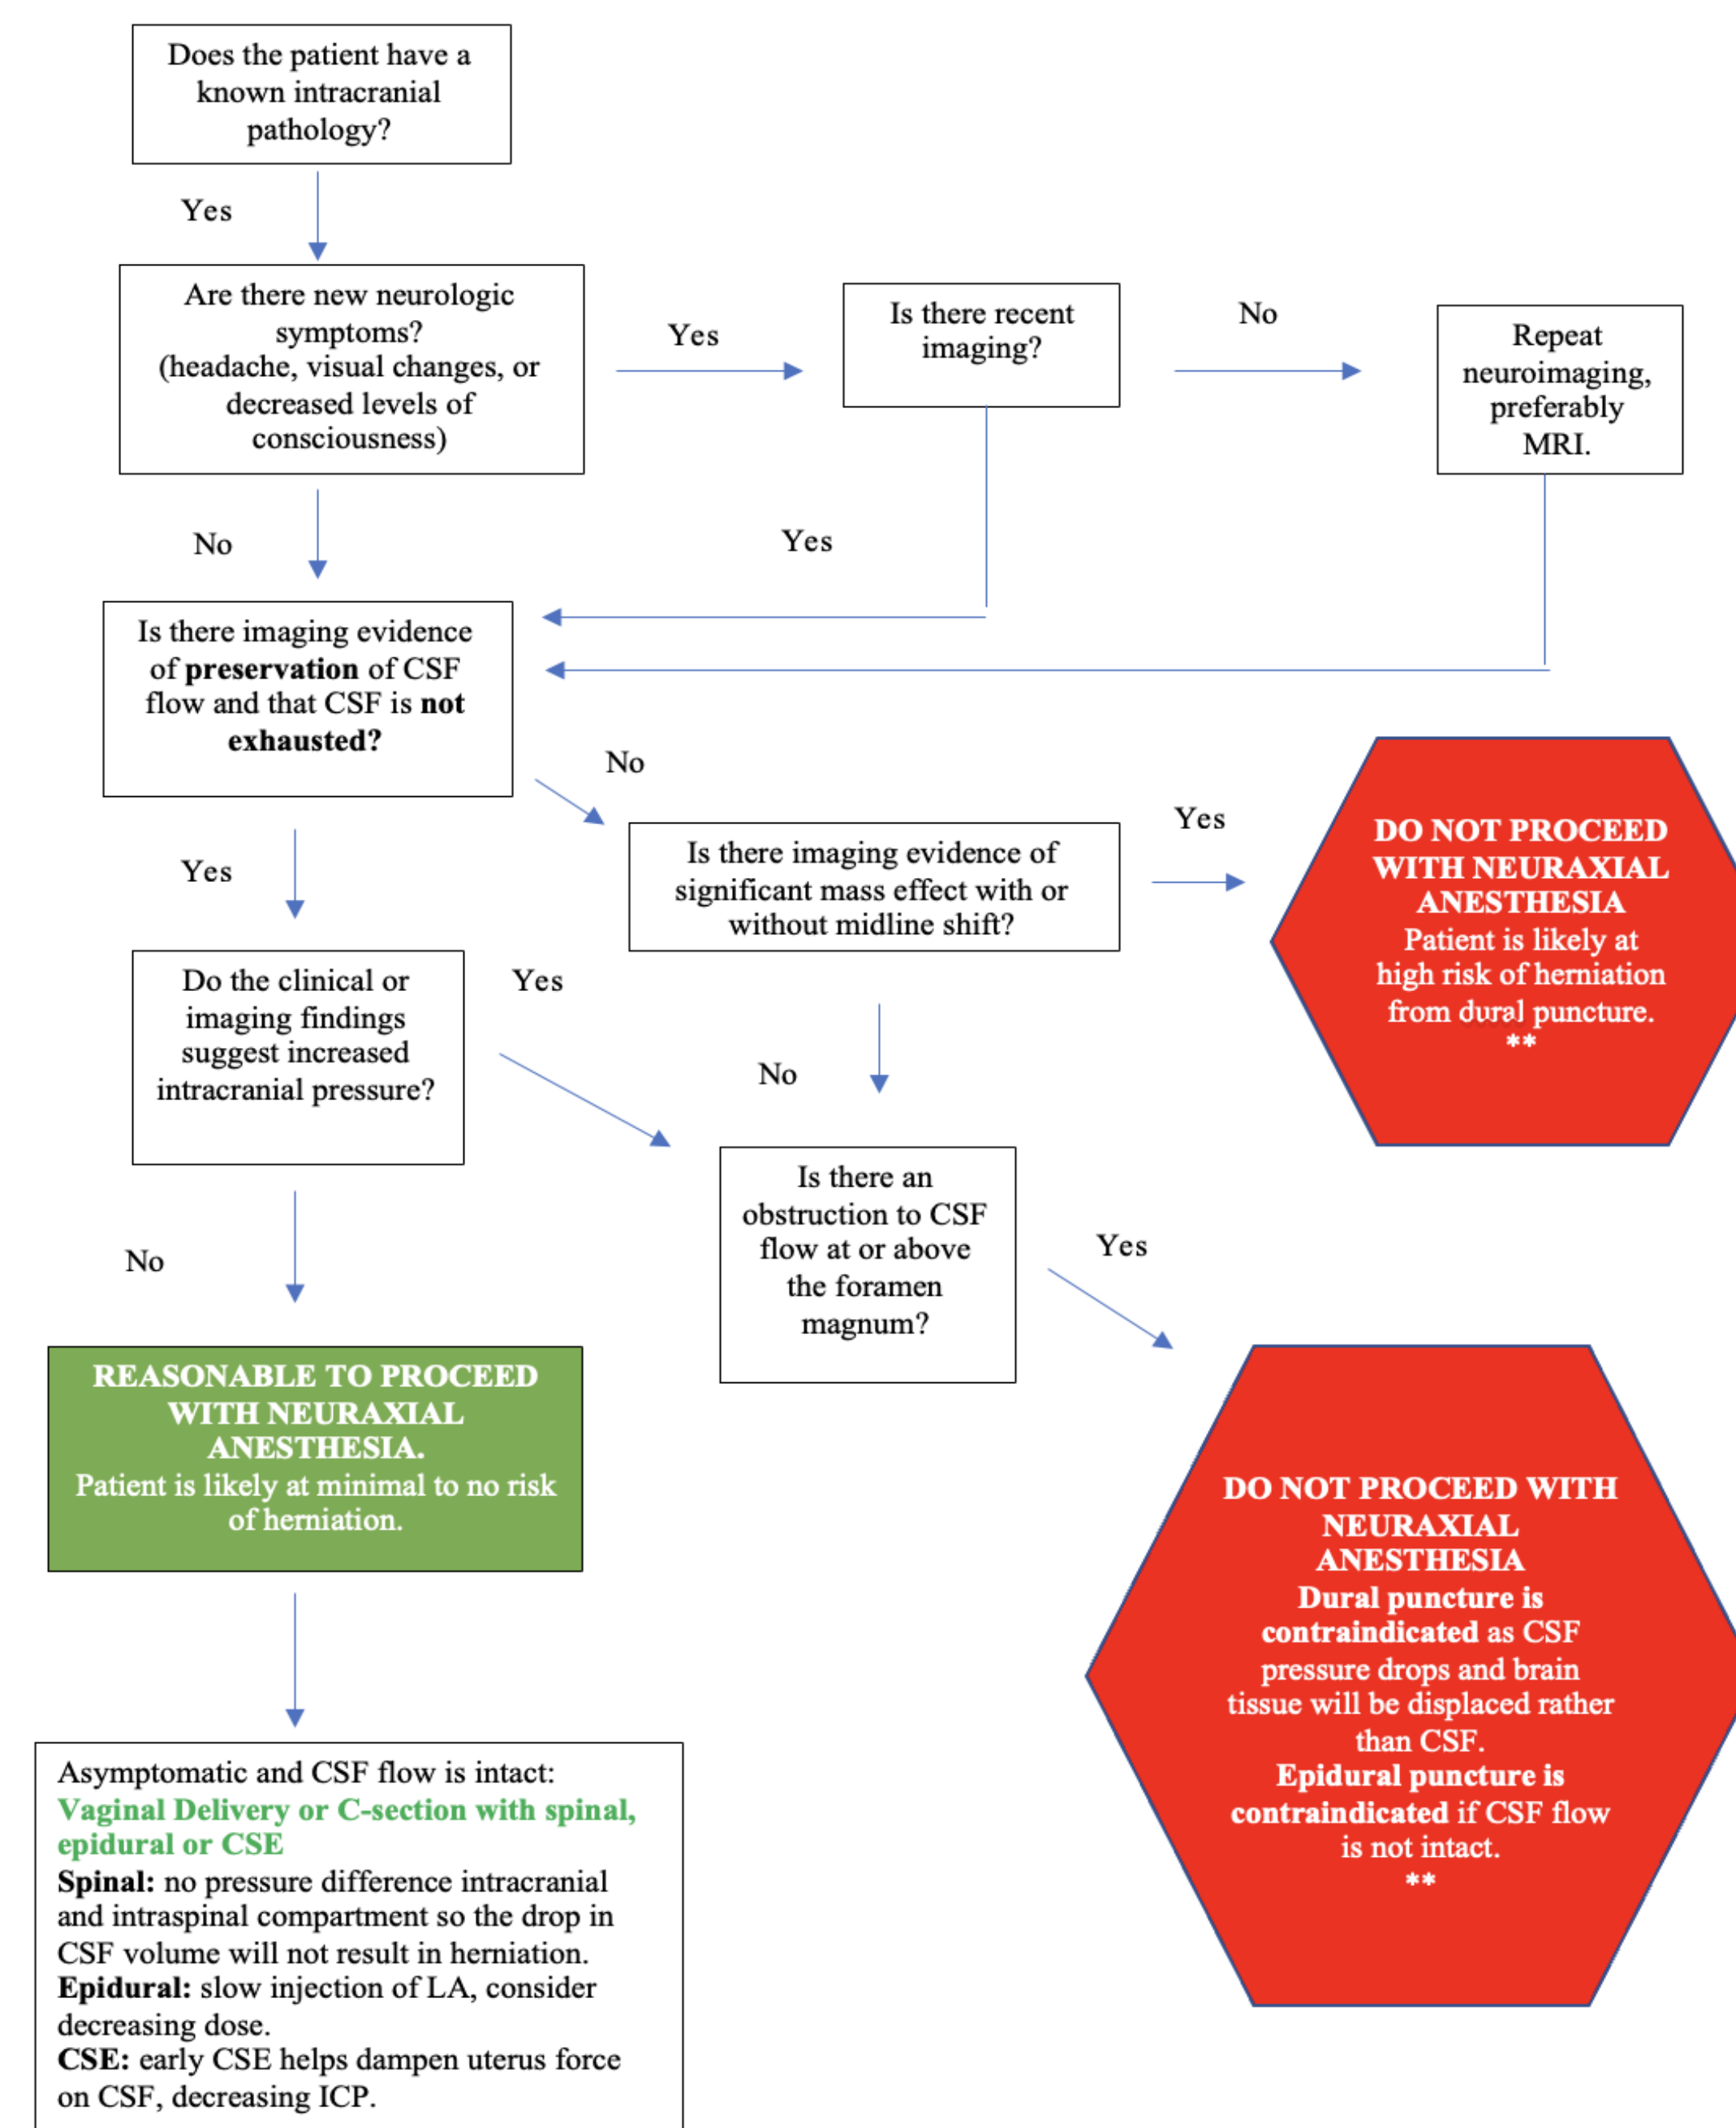 Does the patient have a
known intracranial
pathology?
Yes
Are there new neurologic
symptoms?
(headache, visual changes, or
decreased levels of
consciousness)
Yes
Is there recent
imaging?
No
Repeat
neuroimaging,
preferably
MRI.
No
Yes
Is there imaging evidence
of preservation of CSF
flow and that CSF is not
exhausted?
No
Yes
Is there imaging evidence of
significant mass effect with or
without midline shift?
Yes
DO NOT PROCEED
WITH NEURAXIAL
ANESTHESIA
Patient is likely at
high risk of herniation
from dural puncture.
**
Do the clinical or
imaging findings
suggest increased
intracranial pressure?
Yes
No
Is there an
obstruction to CSF
flow at or above
the foramen
magnum?
Yes
No
REASONABLE TO PROCEED
WITH NEURAXIAL
ANESTHESIA.
Patient is likely at minimal to no risk
of herniation.
DO NOT PROCEED WITH
NEURAXIAL
ANESTHESIA
Dural puncture is
contraindicated as CSF
pressure drops and brain
tissue will be displaced rather
than CSF.
Epidural puncture is
contraindicated if CSF flow
is not intact.
**
Asymptomatic and CSF flow is intact:
Vaginal Delivery or C-section with spinal,
epidural or CSE
Spinal: no pressure difference intracranial
and intraspinal compartment so the drop in
CSF volume will not result in herniation.
Epidural: slow injection of LA, consider
decreasing dose.
CSE: early CSE helps dampen uterus force
on CSF, decreasing ICP.